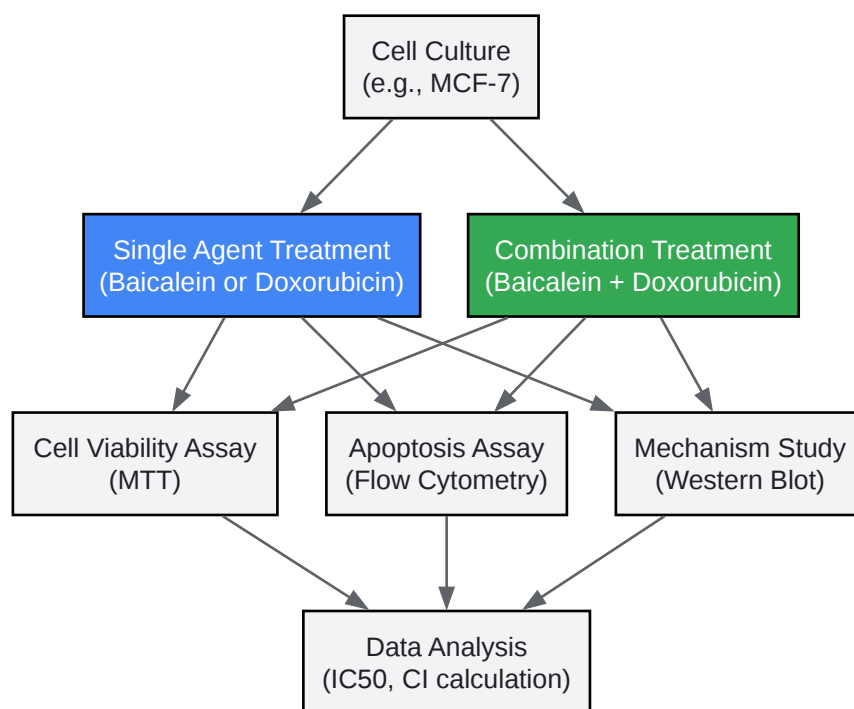 Cell Culture
(e.g., MCF-7)
Single Agent Treatment
(Baicalein or Doxorubicin)
Combination Treatment
(Baicalein + Doxorubicin)
Cell Viability Assay
(MTT)
Apoptosis Assay
(Flow Cytometry)
Mechanism Study
(Western Blot)
Data Analysis
(IC50, CI calculation)